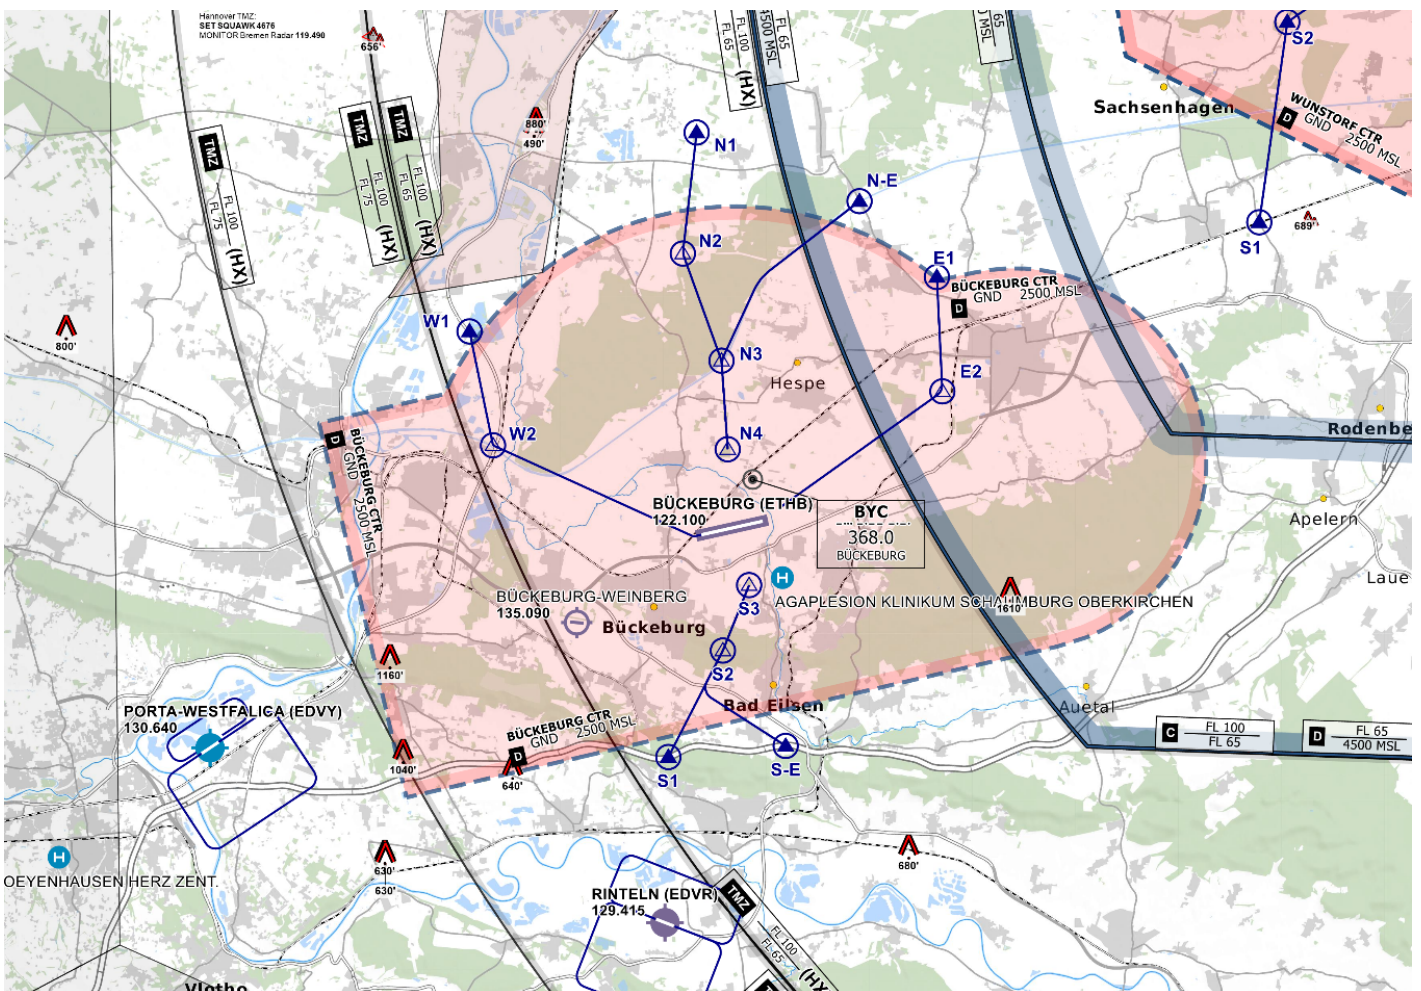 Hannover TMZ:
SET SQUAWK 4676
MONITOR Bremen Radar 119.490
656'
TMZ
FL 100
FL 75
(HX)
TMZ
FL 100
FL 75
(HX)
TMZ
FL 100
FL 65
(HX)
880'
490'
FL 100
FL 65
(HX)
FL 65
4500 MSL
65
0 MSL
S2
Sachsenhagen
D
WUNSTORF CTR
GND 2500 MSL
S1
689'
N1
N-E
N2
E1
BÜCKEBURG CTR
GND 2500 MSL
D
800'
W1
N3
Hespe
E2
D
BÜCKEBURG CTR
GND 2500 MSL
W2
N4
Rodenbe
BÜCKEBURG (ETHB)
122.100
BYC
368.0
BÜCKEBURG
Apelern
Laue
BÜCKEBURG-WEINBERG
135.090
Bückeburg
S3
H
AGAPLESION KLINIKUM SCHAUMBURG OBERKIRCHEN
1610'
1160'
S2
Bad Eilsen
Auetal
PORTA-WESTFALICA (EDVY)
130.640
BÜCKEBURG CTR
GND 2500 MSL
D
1040'
640'
S1
S-E
C
FL 100
FL 65
D
FL 65
4500 MSL
H
OEYENHAUSEN HERZ ZENT.
630'
630'
680'
RINTELN (EDVR)
129.415
TMZ
FL 100
FL 65
(HX)
Vlotho